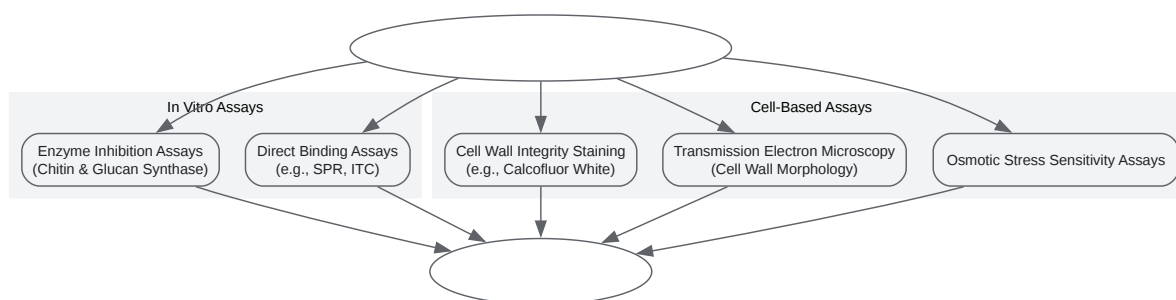 In Vitro Assays
Cell-Based Assays
Enzyme Inhibition Assays
(Chitin & Glucan Synthase)
Direct Binding Assays
(e.g., SPR, ITC)
Cell Wall Integrity Staining
(e.g., Calcofluor White)
Transmission Electron Microscopy
(Cell Wall Morphology)
Osmotic Stress Sensitivity Assays